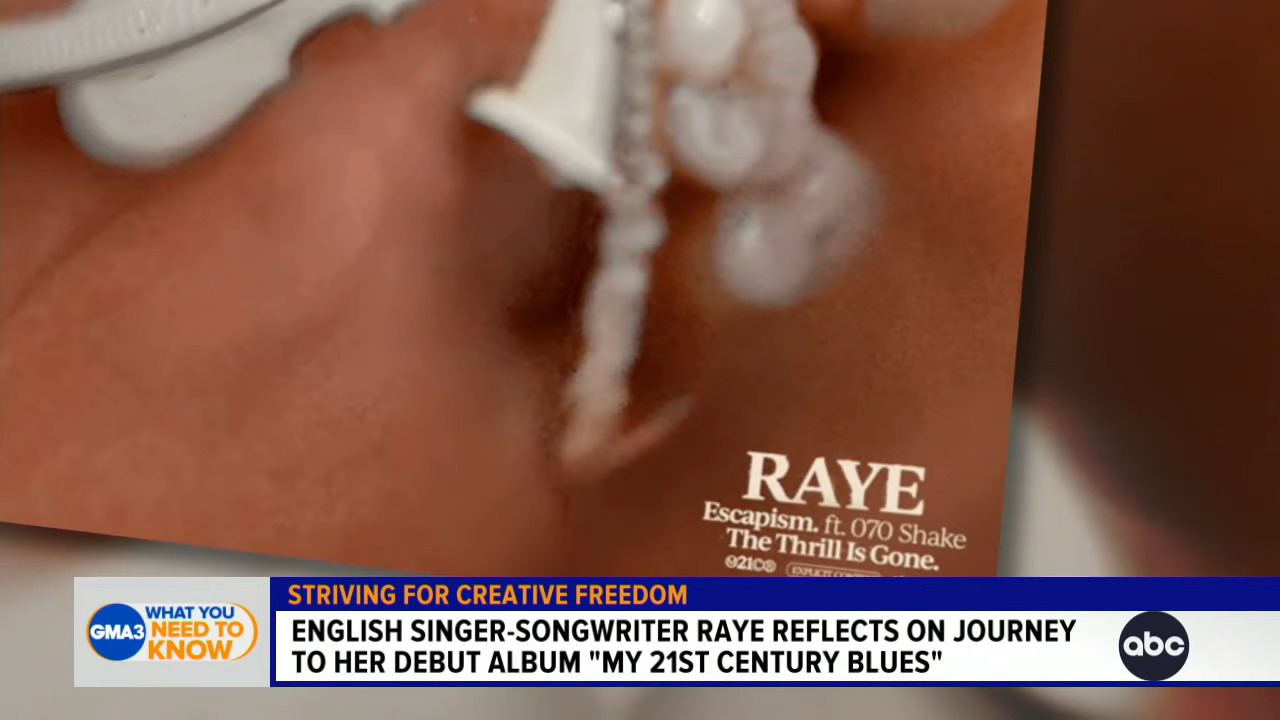 RAYE
Escapism. ft. 070 Shake
The Thrill Is Gone.
STRIVING FOR CREATIVE FREEDOM
GMA3
WHAT YOU
NEED TO
KNOW
ENGLISH SINGER-SONGWRITER RAYE REFLECTS ON JOURNEY
TO HER DEBUT ALBUM "MY 21ST CENTURY BLUES"
abc